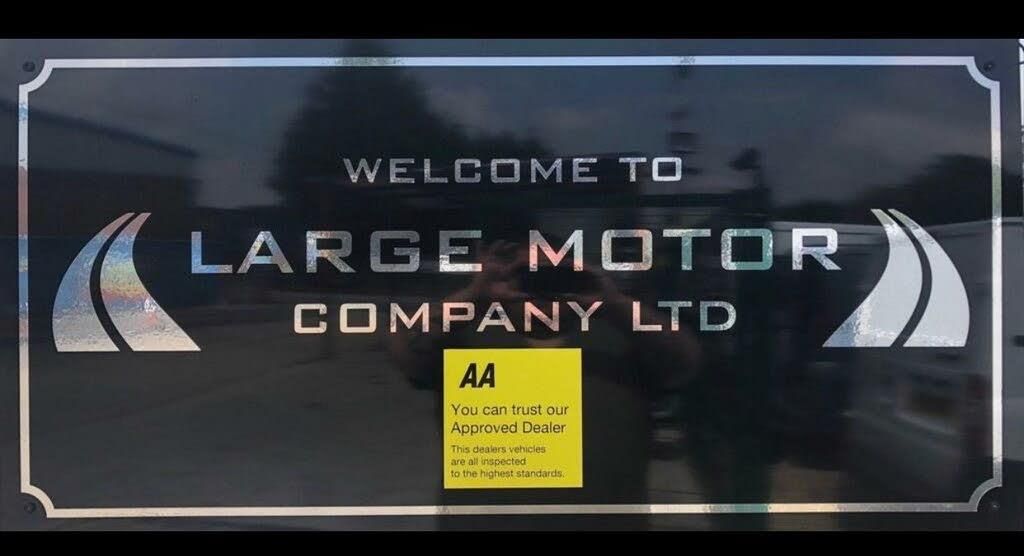 WELCOME TO
LARGE MOTOR
COMPANY LTD
AA
You can trust our
Approved Dealer
This dealers vehicles
are all inspected
to the highest standards.